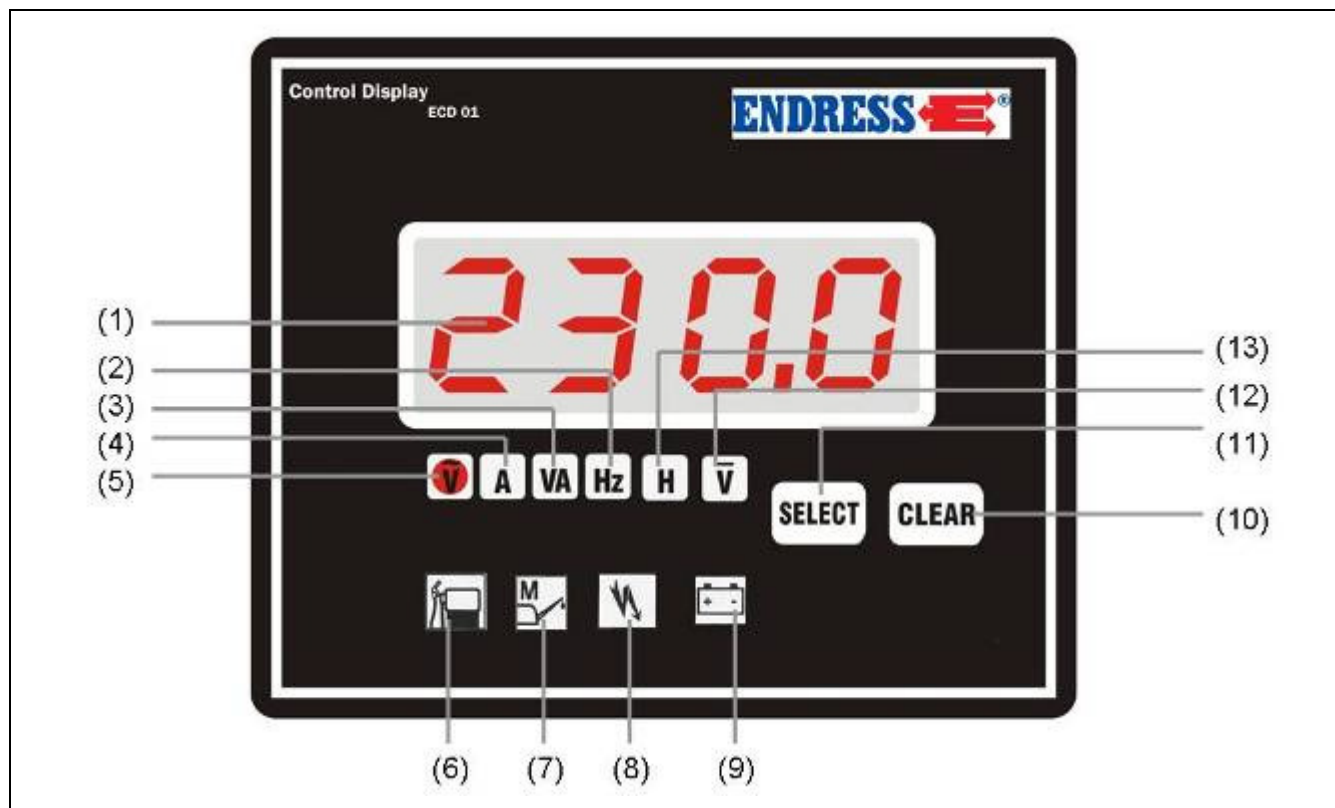 Control Display
ECD 01
ENDRESS®
230.0
(1)
(2)
(3)
(4)
(5)
(13)
(12)
(11)
(10)
V A VA Hz H V̅
SELECT CLEAR
M
+ -
(6) (7) (8) (9)